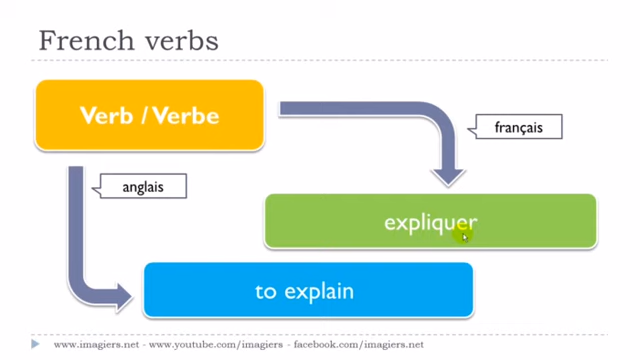 French verbs
Verb / Verbe
français
anglais
expliquer
to explain
www.imagiers.net - www.youtube.com/imagiers - facebook.com/imagiers.net